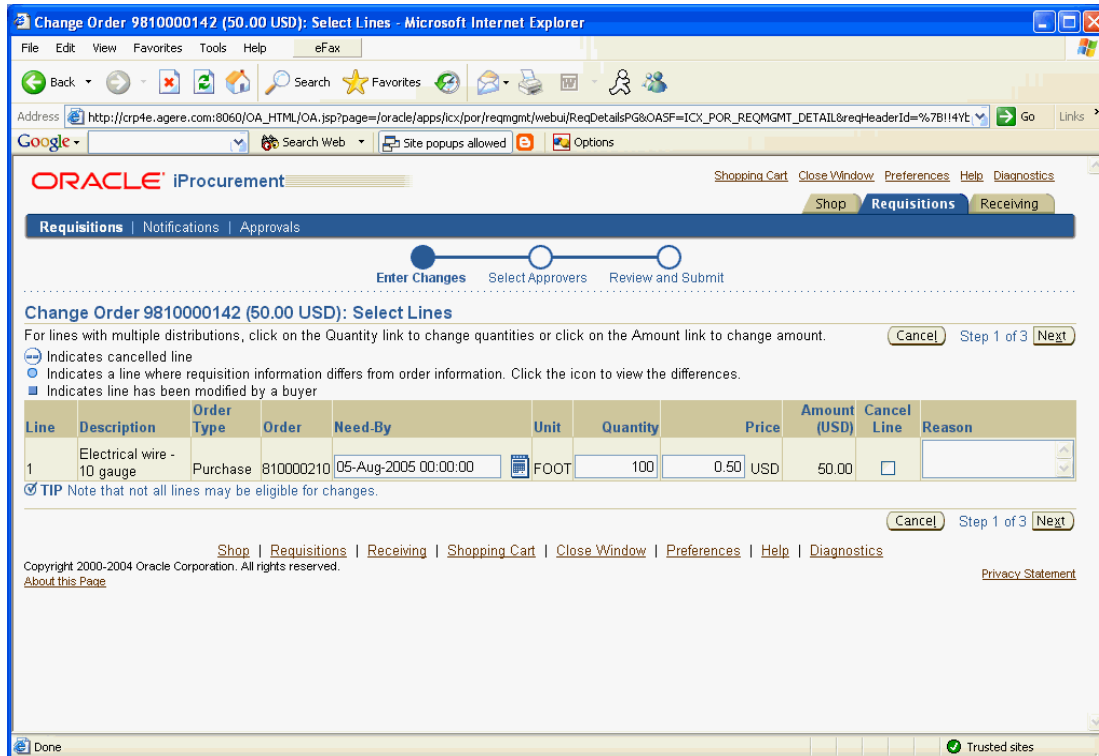 Change Order 9810000142 (50.00 USD): Select Lines - Microsoft Internet Explorer
File Edit View Favorites Tools Help eFax
Back Search Favorites
Address http://crp4e.agere.com:8060/OA_HTML/OA.jsp?page=/oracle/apps/icx/por/reqmgmt/webui/ReqDetailsPG&OASF=ICX_POR_REQMGMT_DETAIL&reqHeaderId=%7B!!4Yt Go Links
Google Search Web Site popups allowed Options
ORACLE iProcurement
Shopping Cart Close Window Preferences Help Diagnostics
Shop Requisitions Receiving
Requisitions | Notifications | Approvals
Enter Changes Select Approvers Review and Submit
Change Order 9810000142 (50.00 USD): Select Lines
For lines with multiple distributions, click on the Quantity link to change quantities or click on the Amount link to change amount. Cancel Step 1 of 3 Next
Indicates cancelled line
Indicates a line where requisition information differs from order information. Click the icon to view the differences.
Indicates line has been modified by a buyer
Line Description Order Type Order Need-By Unit Quantity Price Amount (USD) Cancel Line Reason
1 Electrical wire - 10 gauge Purchase 810000210 05-Aug-2005 00:00:00 FOOT 100 0.50 USD 50.00
TIP Note that not all lines may be eligible for changes.
Cancel Step 1 of 3 Next
Shop | Requisitions | Receiving | Shopping Cart | Close Window | Preferences | Help | Diagnostics
Copyright 2000-2004 Oracle Corporation. All rights reserved.
About this Page
Privacy Statement
Done Trusted sites